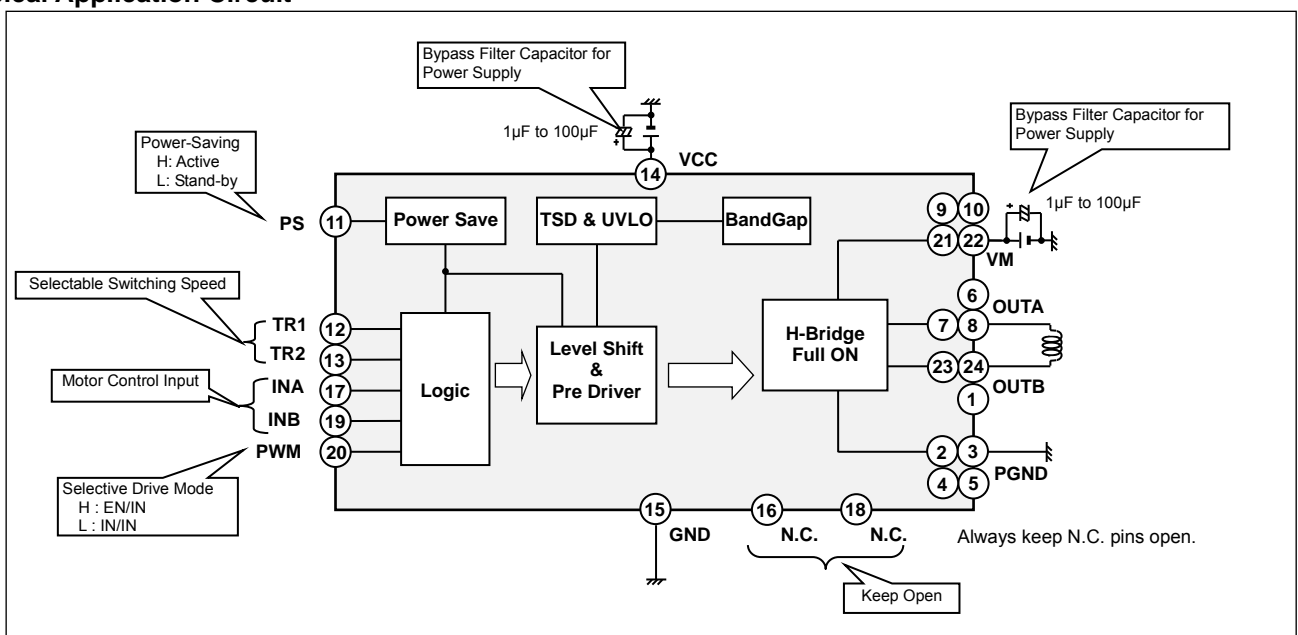 ical Application Circuit
Bypass Filter Capacitor for
Power Supply
Bypass Filter Capacitor for
Power Supply
1µF to 100µF
+
Power-Saving
H: Active
L: Stand-by
14
VCC
PS
11
Power Save
TSD & UVLO
BandGap
9
10
+
1µF to 100µF
21
22
VM
Selectable Switching Speed
6
OUTA
TR1
12
TR2
13
7
8
Motor Control Input
INA
17
INB
19
PWM
20
Logic
Level Shift
&
Pre Driver
H-Bridge
Full ON
23
24
OUTB
1
2
3
PGND
4
5
Selective Drive Mode
H : EN/IN
L : IN/IN
15
GND
16
N.C.
18
N.C.
Always keep N.C. pins open.
Keep Open